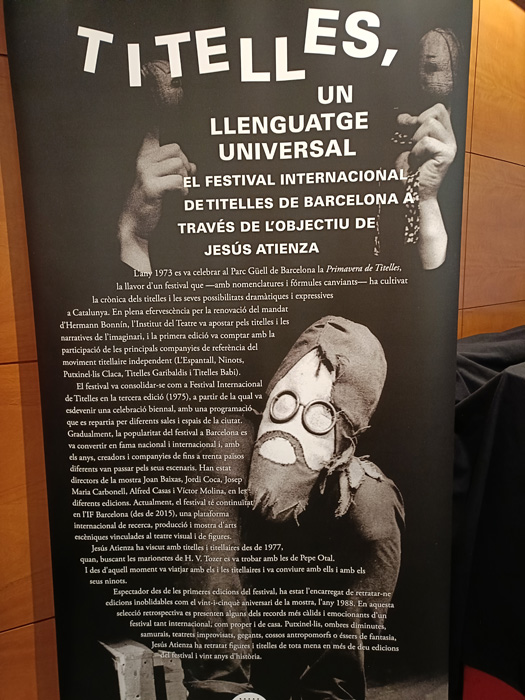 TITELLES,
UN
LLENGUATGE
UNIVERSAL
EL FESTIVAL INTERNACIONAL
DE TITELLES DE BARCELONA A
TRAVÉS DE L'OBJECTIU DE
JESÚS ATIENZA
L'any 1973 es va celebrar al Parc Güell de Barcelona la Primavera de Titelles,
la llavor d'un festival que —amb nomenclatures i fórmules canviants— ha cultivat
la crònica dels titelles i les seves possibilitats dramàtiques i expressives
a Catalunya. En plena efervescència per la renovació del mandat
d'Hermann Bonnín, l'Institut del Teatre va apostar pels titelles i les
narratives de l'imaginari, i la primera edició va comptar amb la
participació de les principals companyies de referència del
moviment titellaire independent (L'Espantall, Ninots,
Putxinel·lis Claca, Titelles Garibaldis i Titelles Babi).
El festival va consolidar-se com a Festival Internacional
de Titelles en la tercera edició (1975), a partir de la qual va
esdevenir una celebració biennal, amb una programació
que es repartia per diferents sales i espais de la ciutat.
Gradualment, la popularitat del festival a Barcelona es
va convertir en fama nacional i internacional i, amb
els anys, creadors i companyies de fins a trenta països
diferents van passar pels seus escenaris. Han estat
directors de la mostra Joan Baixas, Jordi Coca, Josep
Maria Carbonell, Alfred Casas i Víctor Molina, en les
diferents edicions. Actualment, el festival té continuïtat
en l'IF Barcelona (des de 2015), una plataforma
internacional de recerca, producció i mostra d'arts
escèniques vinculades al teatre visual i de figures.
Jesús Atienza ha viscut amb titelles i titellaires des de 1977,
quan, buscant les marionetes de H. V. Tozer es va trobar amb les de Pepe Otal.
I des d'aquell moment va viatjar amb els i les titellaires i va conviure amb ells i amb els
seus ninots.
Espectador des de les primeres edicions del festival, ha estat l'encarregat de retratar-ne
edicions inoblidables com el vint-i-cinquè aniversari de la mostra, l'any 1988. En aquesta
selecció retrospectiva es presenten alguns dels records més càlids i emocionants d'un
festival tant internacional, com proper i de casa. Putxinel·lis, ombres diminutes,
samurais, teatrets improvisats, gegants, cossos antropomorfs o éssers de fantasia,
Jesús Atienza ha retratat figures i titelles de tota mena en més de deu edicions
del festival i vint anys d'història.